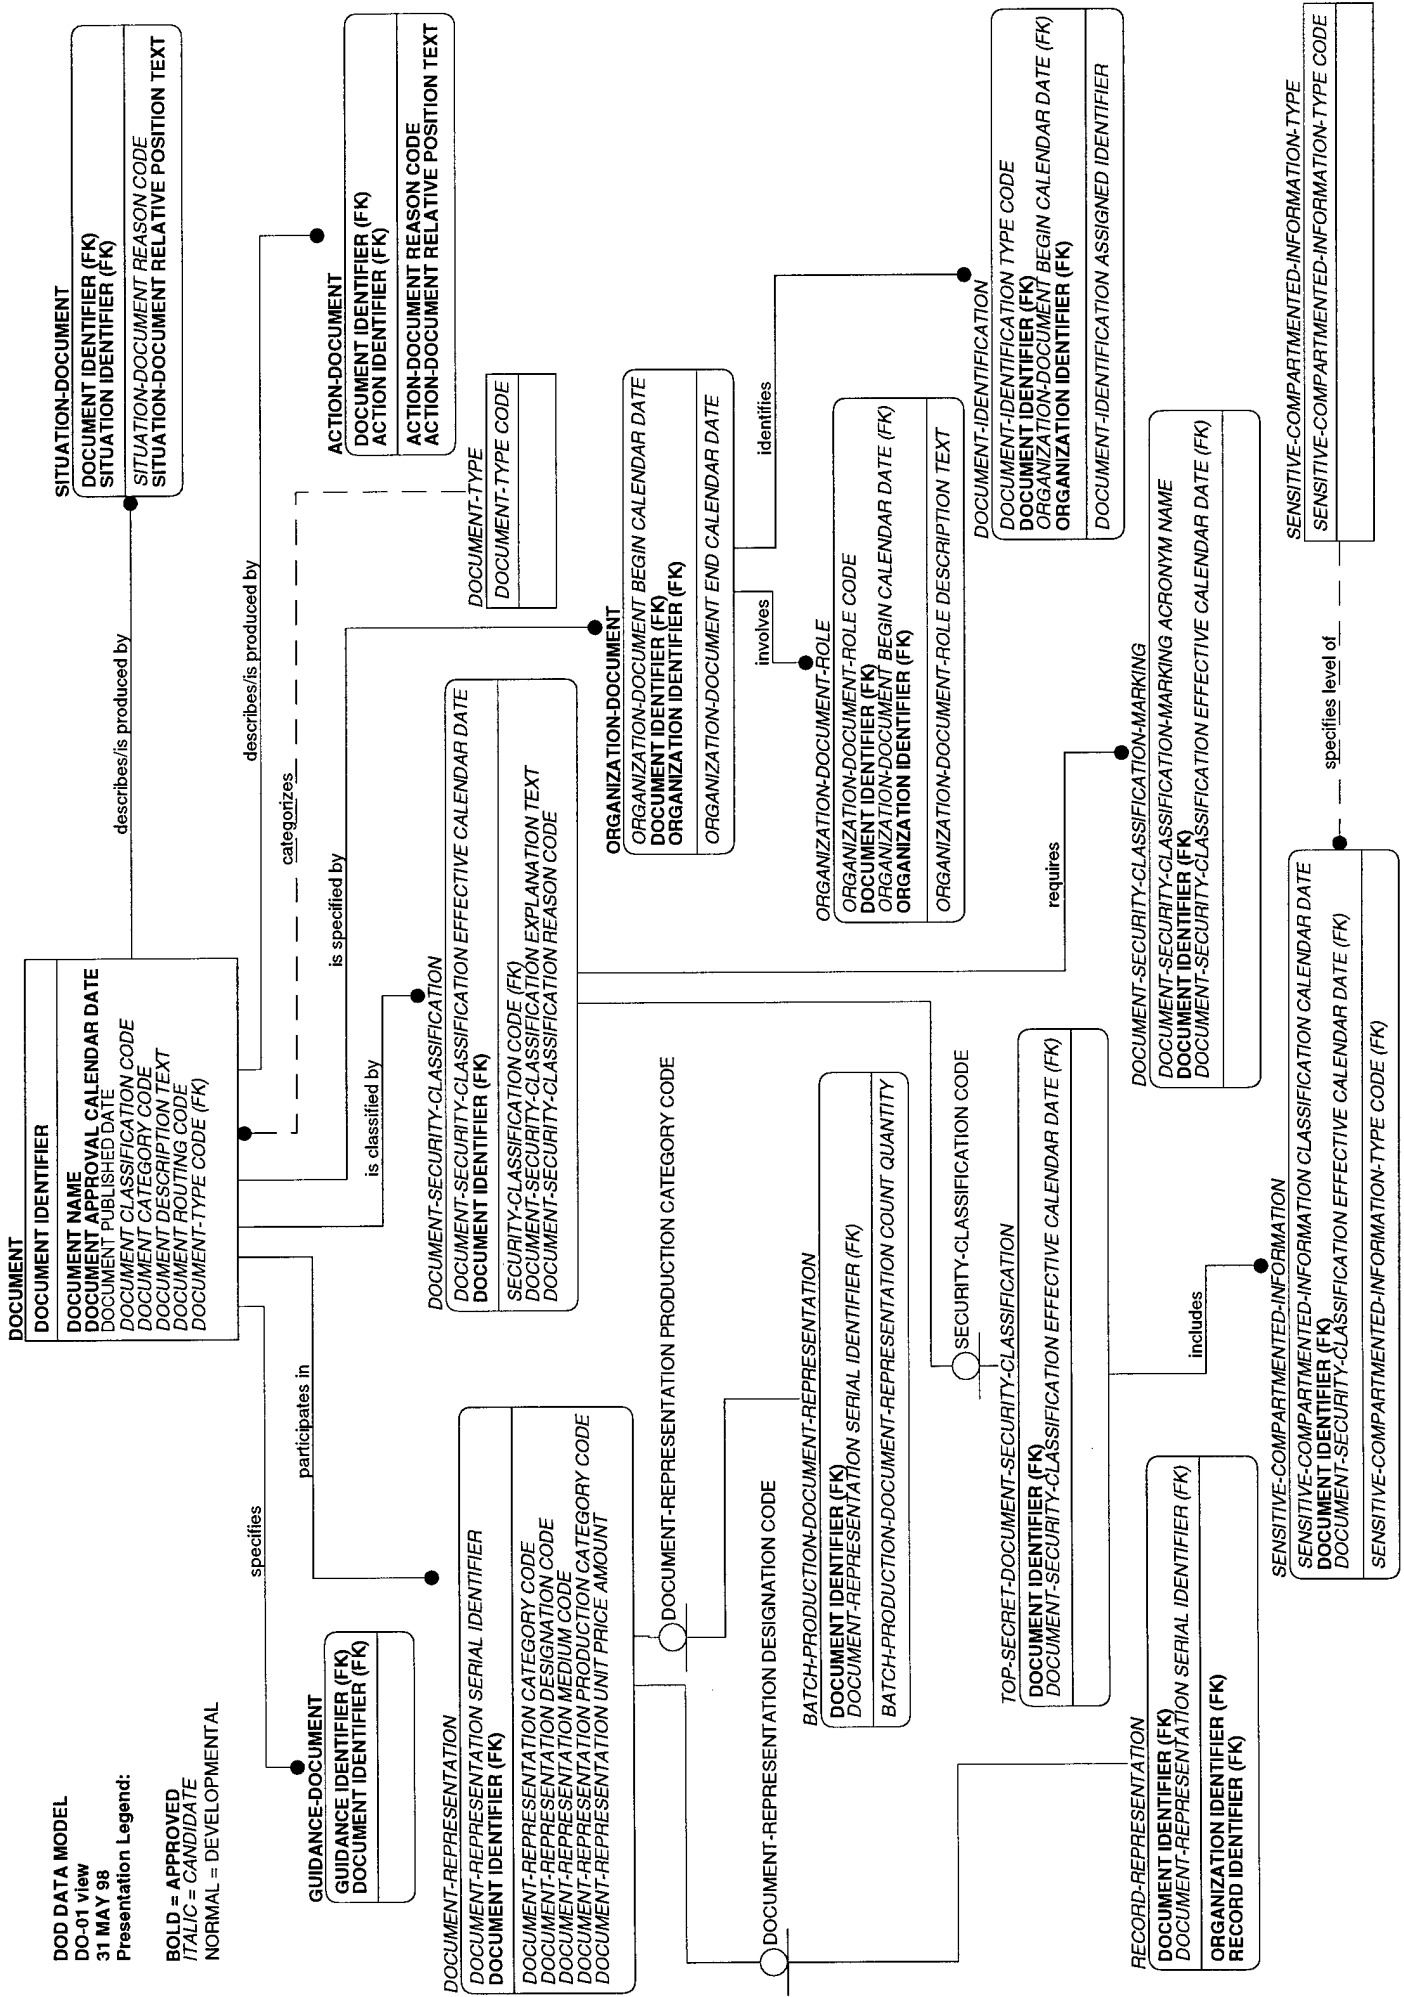 DOD DATA MODEL
DO-01 view
31 MAY 98
Presentation Legend:
BOLD = APPROVED
ITALIC = CANDIDATE
NORMAL = DEVELOPMENTAL
DOCUMENT
DOCUMENT IDENTIFIER
DOCUMENT NAME
DOCUMENT APPROVAL CALENDAR DATE
DOCUMENT PUBLISHED DATE
DOCUMENT CLASSIFICATION CODE
DOCUMENT CATEGORY CODE
DOCUMENT DESCRIPTION TEXT
DOCUMENT ROUTING CODE
DOCUMENT-TYPE CODE (FK)
describes/is produced by
SITUATION-DOCUMENT
DOCUMENT IDENTIFIER (FK)
SITUATION IDENTIFIER (FK)
SITUATION-DOCUMENT REASON CODE
SITUATION-DOCUMENT RELATIVE POSITION TEXT
describes/is produced by
ACTION-DOCUMENT
DOCUMENT IDENTIFIER (FK)
ACTION IDENTIFIER (FK)
ACTION-DOCUMENT REASON CODE
ACTION-DOCUMENT RELATIVE POSITION TEXT
categorizes
DOCUMENT-TYPE
DOCUMENT-TYPE CODE
is specified by
ORGANIZATION-DOCUMENT
ORGANIZATION-DOCUMENT BEGIN CALENDAR DATE
DOCUMENT IDENTIFIER (FK)
ORGANIZATION IDENTIFIER (FK)
ORGANIZATION-DOCUMENT END CALENDAR DATE
is classified by
DOCUMENT-SECURITY-CLASSIFICATION
DOCUMENT-SECURITY-CLASSIFICATION EFFECTIVE CALENDAR DATE
DOCUMENT IDENTIFIER (FK)
SECURITY-CLASSIFICATION CODE (FK)
DOCUMENT-SECURITY-CLASSIFICATION EXPLANATION TEXT
DOCUMENT-SECURITY-CLASSIFICATION REASON CODE
participates in
specifies
GUIDANCE-DOCUMENT
GUIDANCE IDENTIFIER (FK)
DOCUMENT IDENTIFIER (FK)
DOCUMENT-REPRESENTATION
DOCUMENT-REPRESENTATION SERIAL IDENTIFIER
DOCUMENT IDENTIFIER (FK)
DOCUMENT-REPRESENTATION CATEGORY CODE
DOCUMENT-REPRESENTATION DESIGNATION CODE
DOCUMENT-REPRESENTATION MEDIUM CODE
DOCUMENT-REPRESENTATION PRODUCTION CATEGORY CODE
DOCUMENT-REPRESENTATION UNIT PRICE AMOUNT
DOCUMENT-REPRESENTATION PRODUCTION CATEGORY CODE
DOCUMENT-REPRESENTATION DESIGNATION CODE
BATCH-PRODUCTION-DOCUMENT-REPRESENTATION
DOCUMENT IDENTIFIER (FK)
DOCUMENT-REPRESENTATION SERIAL IDENTIFIER (FK)
BATCH-PRODUCTION-DOCUMENT-REPRESENTATION COUNT QUANTITY
involves
identifies
ORGANIZATION-DOCUMENT-ROLE
ORGANIZATION-DOCUMENT-ROLE CODE
DOCUMENT IDENTIFIER (FK)
ORGANIZATION-DOCUMENT BEGIN CALENDAR DATE (FK)
ORGANIZATION IDENTIFIER (FK)
ORGANIZATION-DOCUMENT-ROLE DESCRIPTION TEXT
DOCUMENT-IDENTIFICATION
DOCUMENT-IDENTIFICATION TYPE CODE
DOCUMENT IDENTIFIER (FK)
ORGANIZATION-DOCUMENT BEGIN CALENDAR DATE (FK)
ORGANIZATION IDENTIFIER (FK)
DOCUMENT-IDENTIFICATION ASSIGNED IDENTIFIER
SECURITY-CLASSIFICATION CODE
TOP-SECRET-DOCUMENT-SECURITY-CLASSIFICATION
DOCUMENT IDENTIFIER (FK)
DOCUMENT-SECURITY-CLASSIFICATION EFFECTIVE CALENDAR DATE (FK)
requires
DOCUMENT-SECURITY-CLASSIFICATION-MARKING
DOCUMENT-SECURITY-CLASSIFICATION-MARKING ACRONYM NAME
DOCUMENT IDENTIFIER (FK)
DOCUMENT-SECURITY-CLASSIFICATION EFFECTIVE CALENDAR DATE (FK)
RECORD-REPRESENTATION
DOCUMENT IDENTIFIER (FK)
DOCUMENT-REPRESENTATION SERIAL IDENTIFIER (FK)
ORGANIZATION IDENTIFIER (FK)
RECORD IDENTIFIER (FK)
includes
SENSITIVE-COMPARTMENTED-INFORMATION
SENSITIVE-COMPARTMENTED-INFORMATION CLASSIFICATION CALENDAR DATE
DOCUMENT IDENTIFIER (FK)
DOCUMENT-SECURITY-CLASSIFICATION EFFECTIVE CALENDAR DATE (FK)
SENSITIVE-COMPARTMENTED-INFORMATION-TYPE CODE (FK)
specifies level of
SENSITIVE-COMPARTMENTED-INFORMATION-TYPE
SENSITIVE-COMPARTMENTED-INFORMATION-TYPE CODE